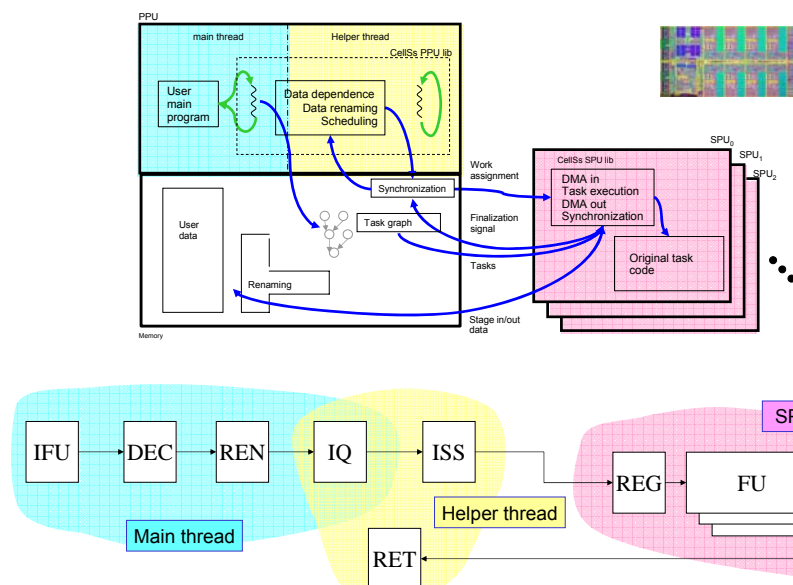 PPU
main thread
Helper thread
CellSs PPU lib
User
main
program
Data dependence
Data renaming
Scheduling
SPU0
SPU1
SPU2
CellSs SPU lib
DMA in
Task execution
DMA out
Synchronization
Original task
code
Work
assignment
Synchronization
Finalization
signal
User
data
Task graph
Tasks
Renaming
Stage in/out
data
Memory
IFU
DEC
REN
IQ
ISS
REG
FU
Main thread
Helper thread
RET